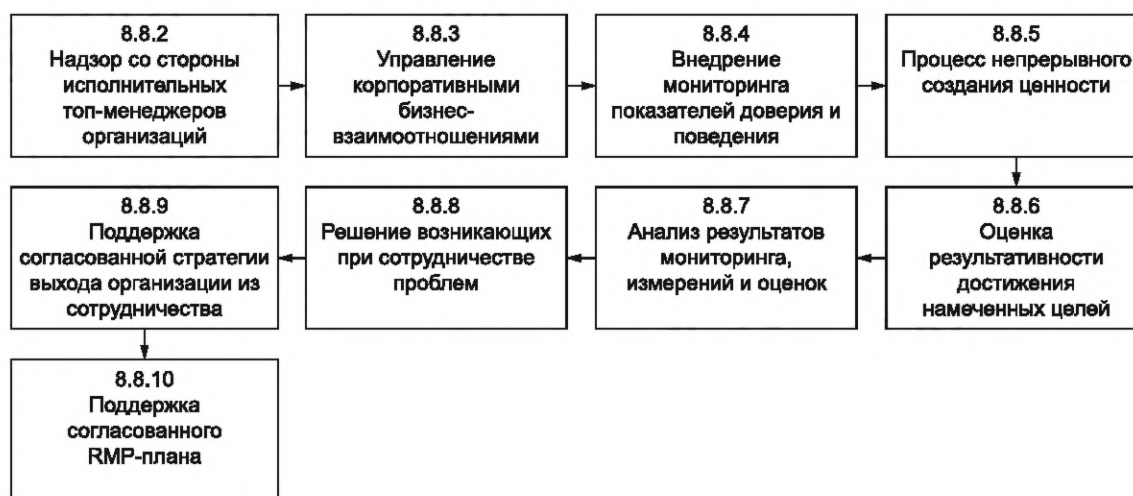 8.8.2
Надзор со стороны
исполнительных
топ-менеджеров
организаций
8.8.3
Управление
корпоративными
бизнес-
взаимоотношениями
8.8.4
Внедрение
мониторинга
показателей доверия и
поведения
8.8.5
Процесс непрерывного
создания ценности
8.8.6
Оценка
результативности
достижения
намеченных целей
8.8.7
Анализ результатов
мониторинга,
измерений и оценок
8.8.8
Решение возникающих
при сотрудничестве
проблем
8.8.9
Поддержка
согласованной стратегии
выхода организации из
сотрудничества
8.8.10
Поддержка
согласованного
RMP-плана